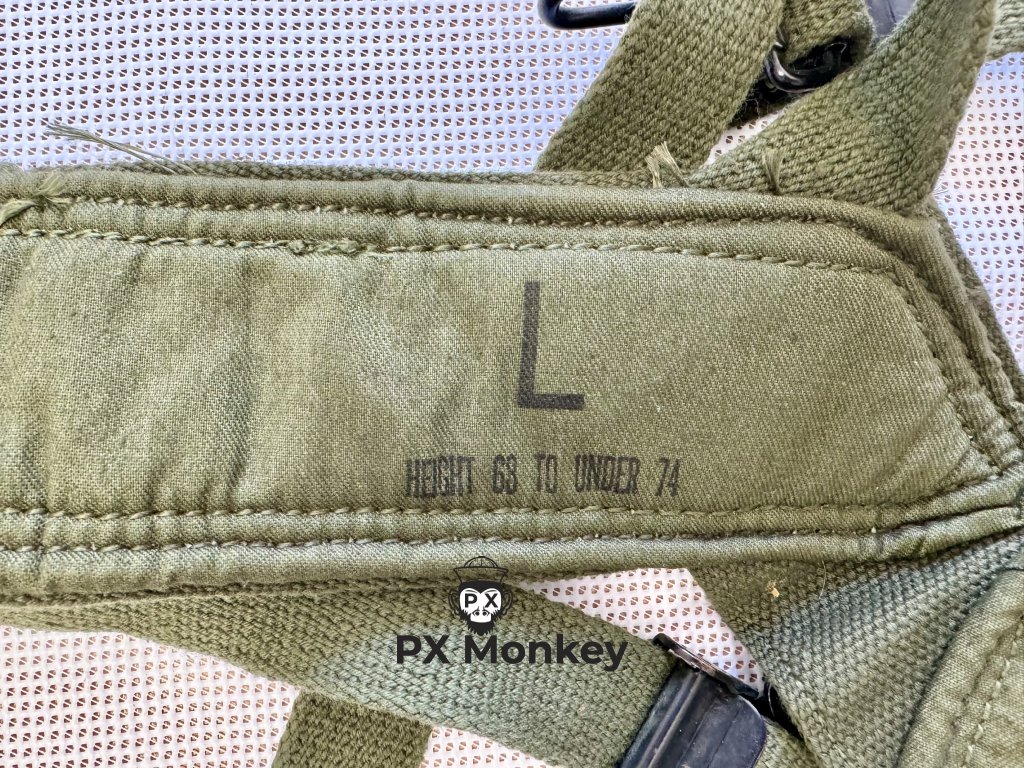 L
HEIGHT 68 TO UNDER 74
PX
PX Monkey